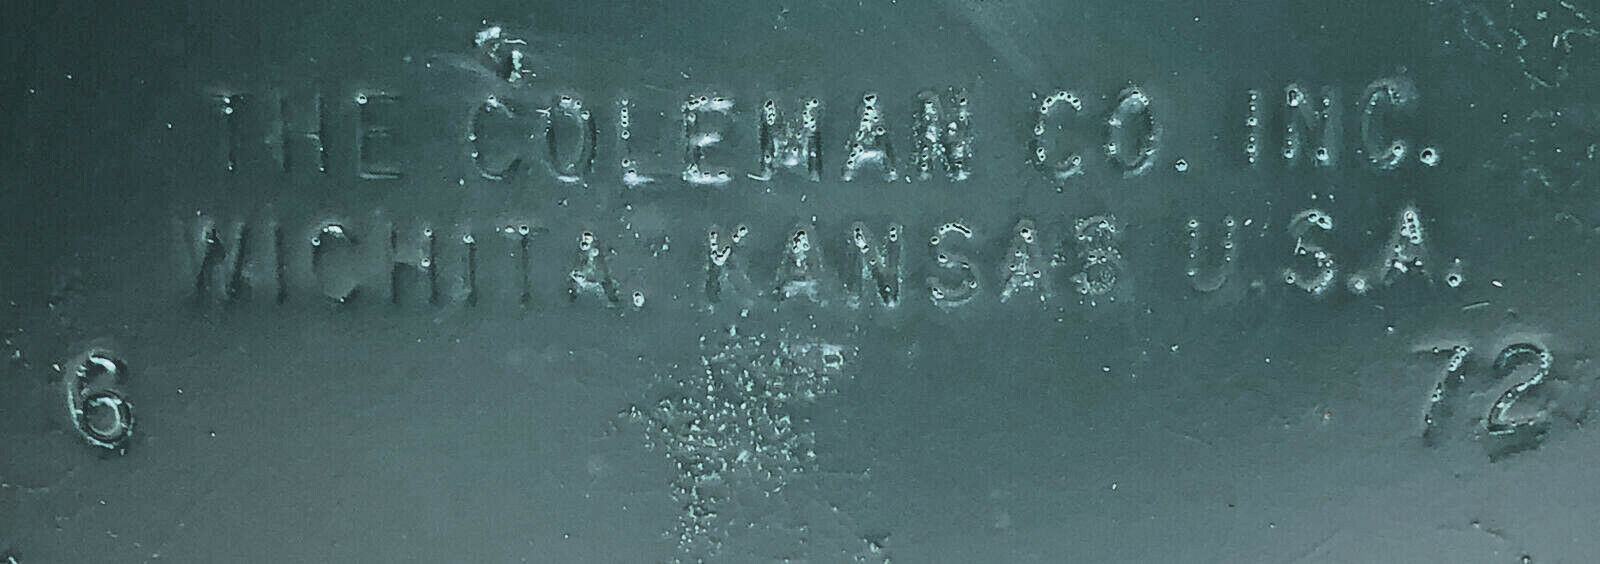 THE COLEMAN CO. INC.
WICHITA, KANSAS U.S.A.
6 72